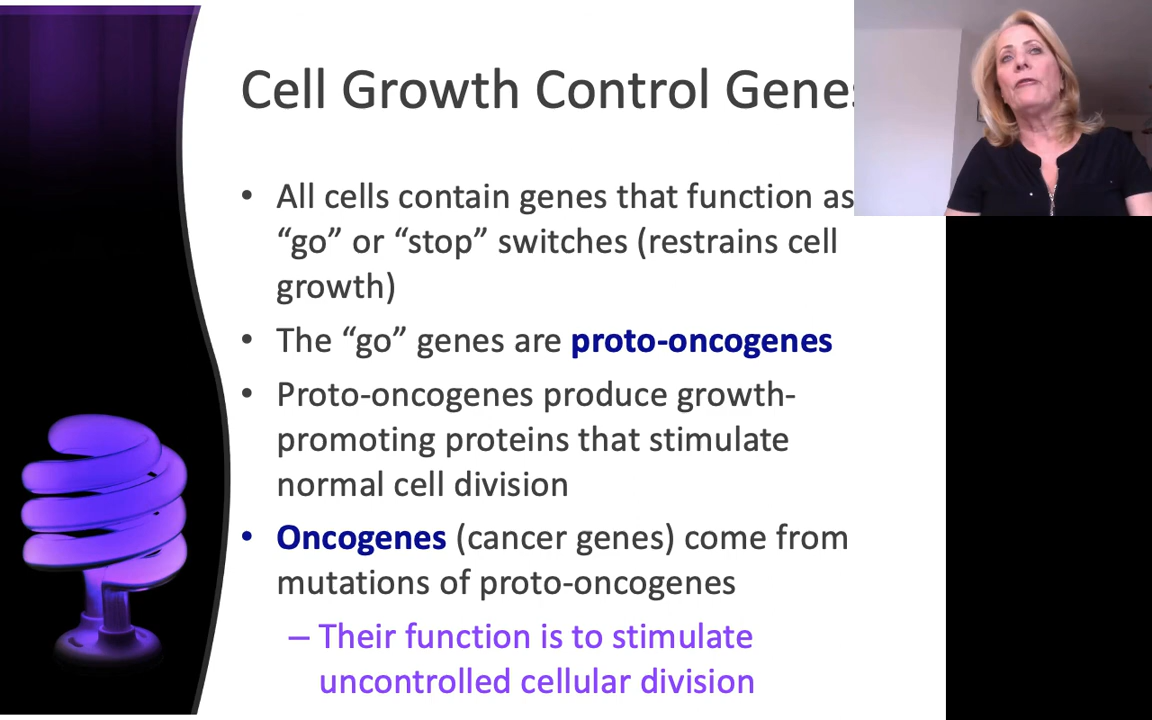 Cell Growth Control Genes
• All cells contain genes that function as
“go” or “stop” switches (restrains cell
growth)
• The “go” genes are proto-oncogenes
• Proto-oncogenes produce growth-
promoting proteins that stimulate
normal cell division
• Oncogenes (cancer genes) come from
mutations of proto-oncogenes
– Their function is to stimulate
uncontrolled cellular division